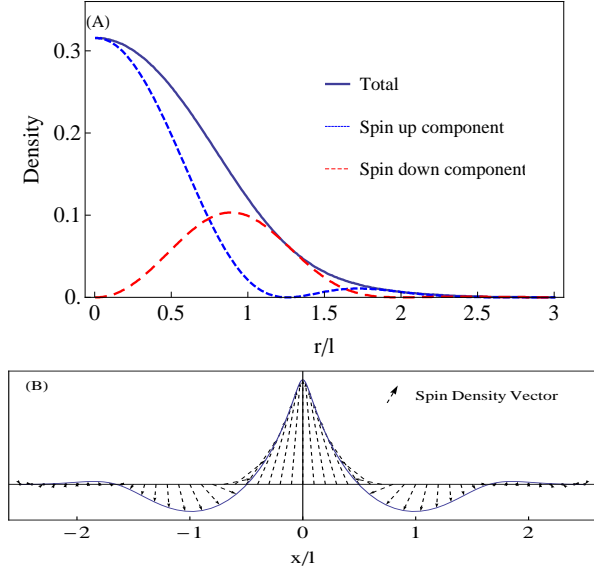 (A)
0.3
0.2
0.1
0.
Density
Total
Spin up component
Spin down component
0 0.5 1 1.5 2 2.5 3
r/l
(B)
Spin Density Vector
−2 −1 0 1 2
x/l